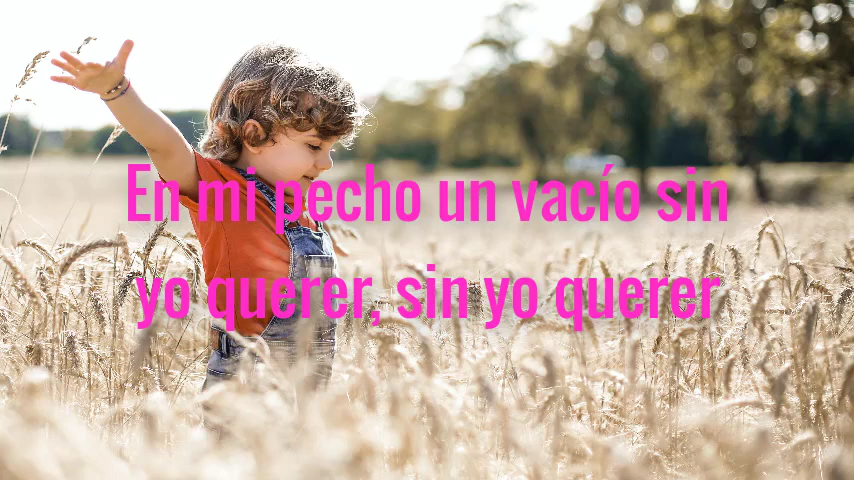 En mi pecho un vacío sin
yo querer, sin yo querer